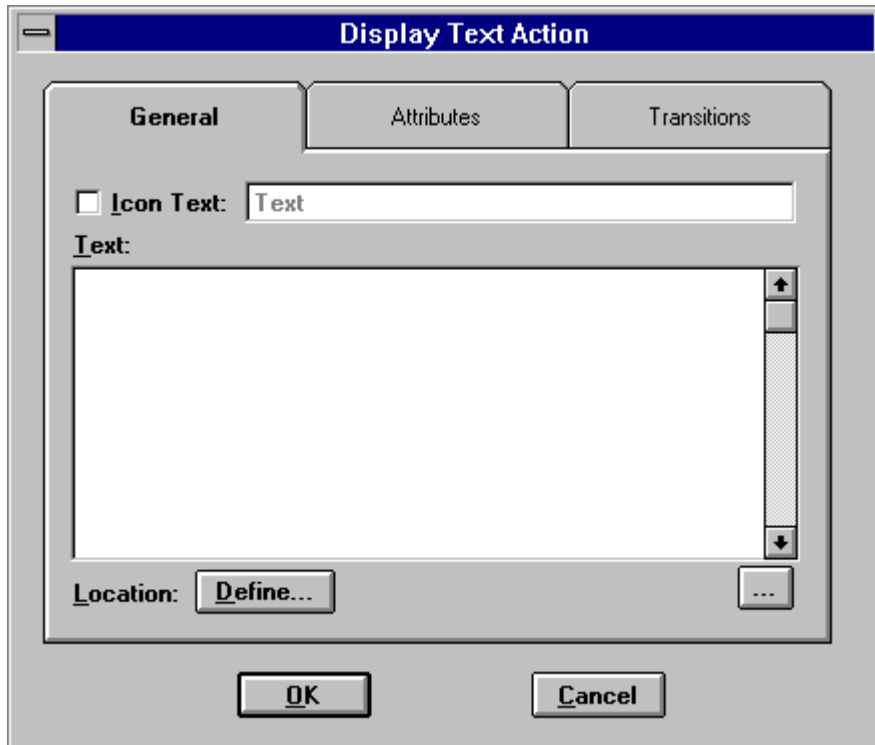 Display Text Action
General Attributes Transitions
Icon Text: Text
Text:
Location: Define... ...
OK Cancel